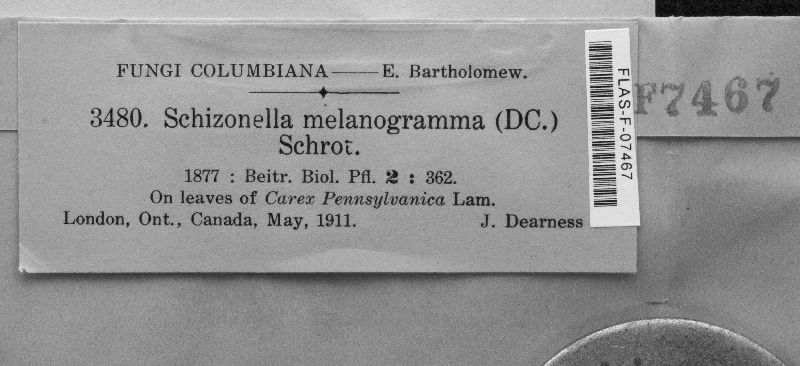 FUNGI COLUMBIANA—E. Bartholomew.
3480. Schizonella melanogramma (DC.)
Schrot.
1877 : Beitr. Biol. Pfl. 2 : 362.
On leaves of Carex Pennsylvanica Lam.
London, Ont., Canada, May, 1911. J. Dearness
FLAS-F-07467
F7467